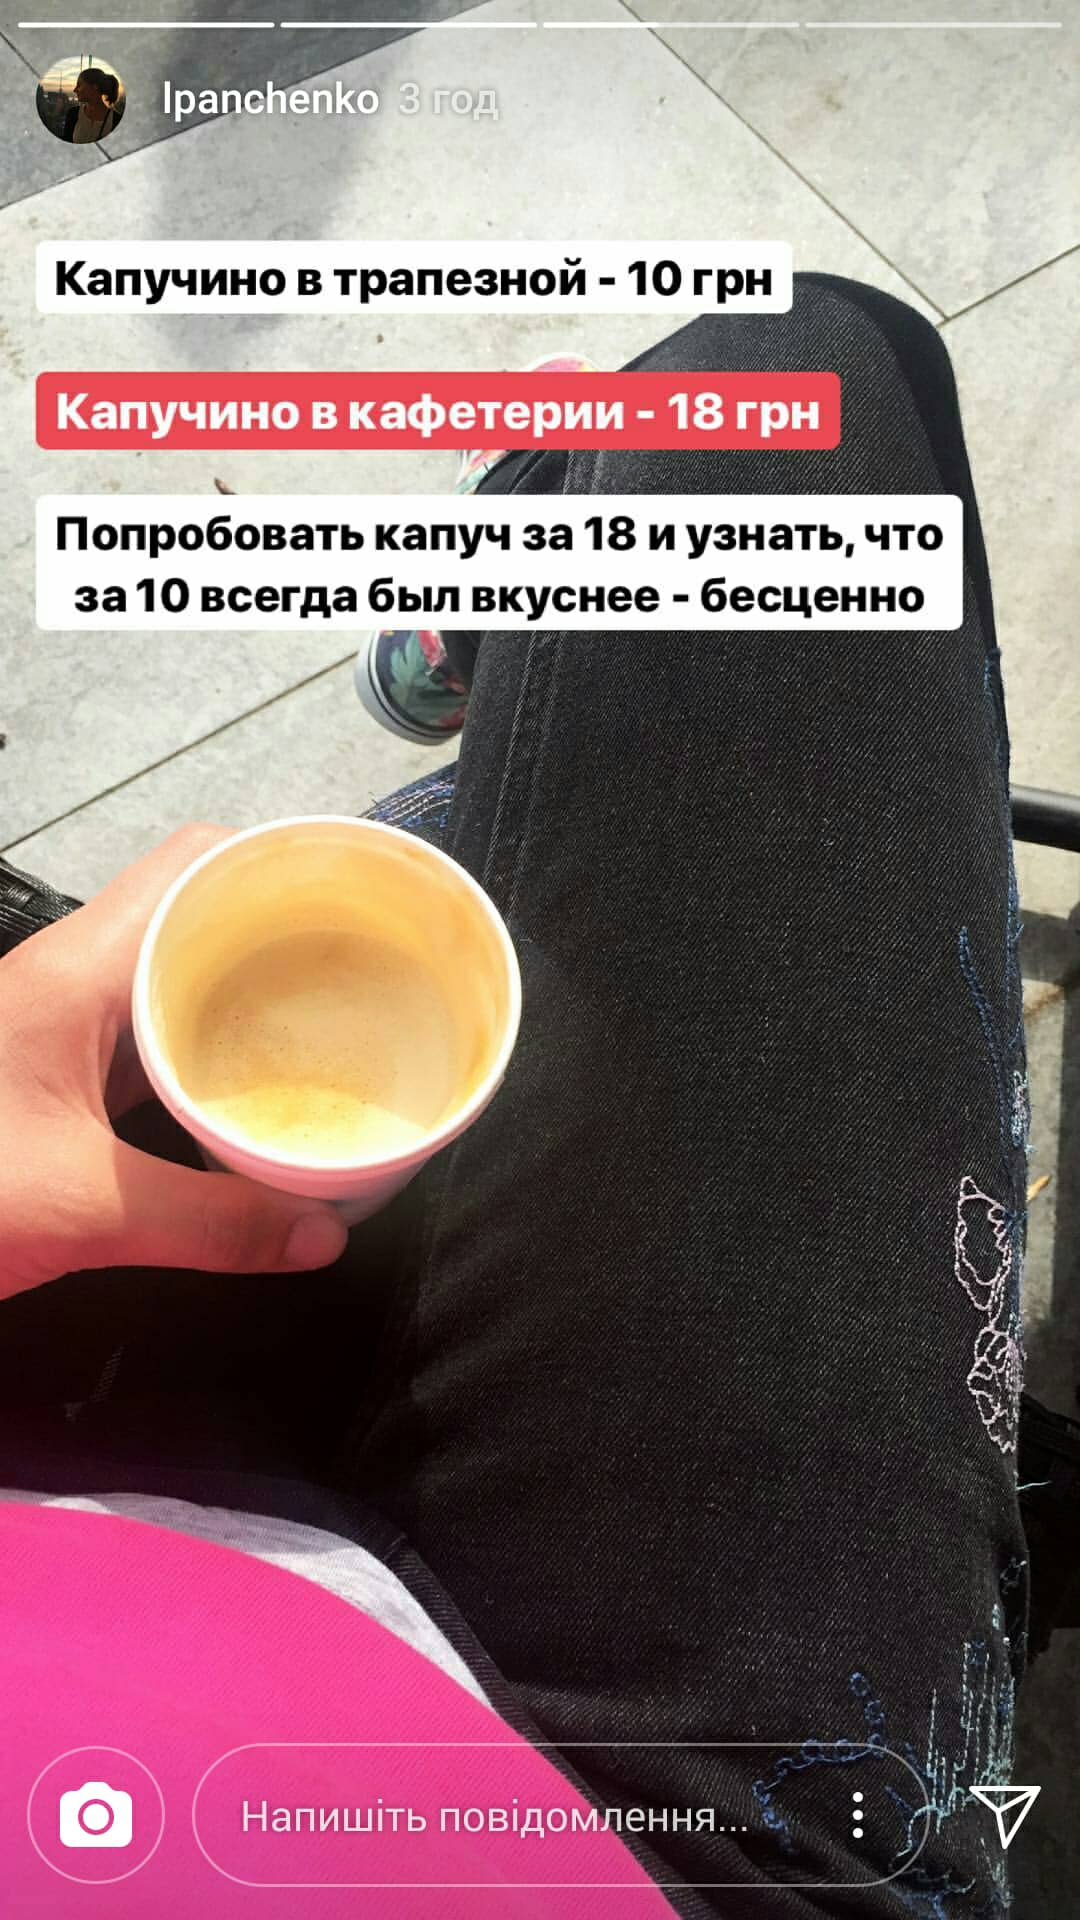 lpanchenko 3 год
Капучино в трапезной - 10 грн
Капучино в кафетерии - 18 грн
Попробовать капуч за 18 и узнать, что
за 10 всегда был вкуснее - бесценно
Напишіть повідомлення...